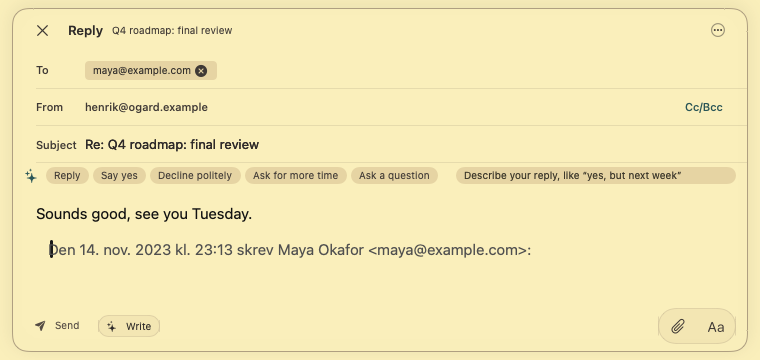 Reply Q4 roadmap: final review
To maya@example.com
From henrik@ogard.example Cc/Bcc
Subject Re: Q4 roadmap: final review
Reply Say yes Decline politely Ask for more time Ask a question Describe your reply, like “yes, but next week”
Sounds good, see you Tuesday.
Den 14. nov. 2023 kl. 23:13 skrev Maya Okafor <maya@example.com>:
Send Write Aa